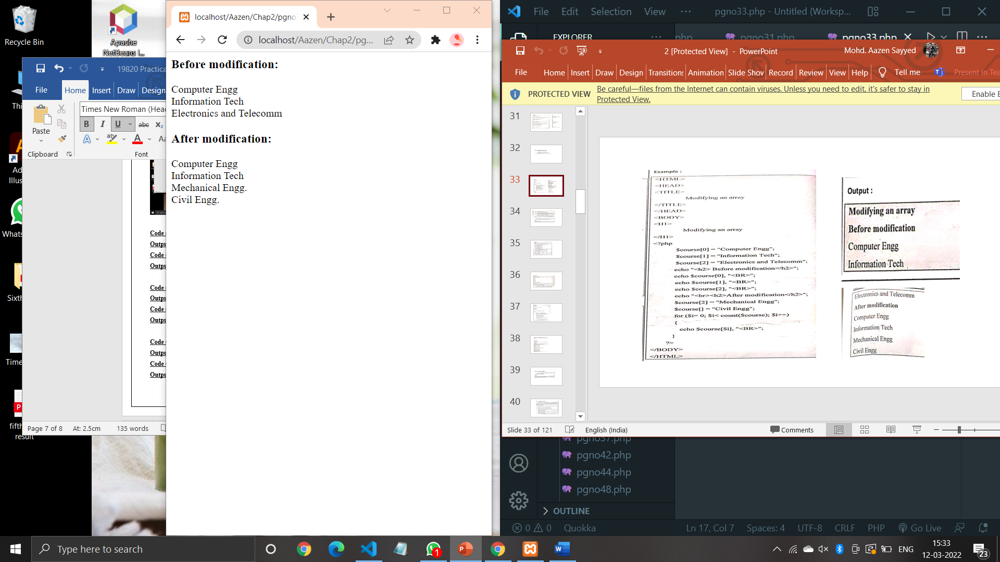 Recycle Bin
Apache
NetBeans I...
Thi
Ad
Illus
Whats
Sixth
Time
fifth
result
19820 Practica
File
Home
Insert
Draw
Design
Times New Roman (Head
Paste
B I U abc x₂
A
Clipboard
Font
Code
Outpu
Code
Outpu
Code
Outpu
Code
Outpu
Code
Outpu
Code
Outpu
Page 7 of 8
At: 2.5cm
135 words
localhost/Aazen/Chap2/pgno
localhost/Aazen/Chap2/pg...
Before modification:
Computer Engg
Information Tech
Electronics and Telecomm
After modification:
Computer Engg
Information Tech
Mechanical Engg.
Civil Engg.
File Edit Selection View ··· pgno33.php - Untitled (Worksp...
EXPLORER
php
pgno31.php
pgno33.php
2 [Protected View] - PowerPoint
Mohd. Aazen Sayyed
File Home Insert Draw Design Transitions Animation Slide Shov Record Review View Help Tell me Present in Tea
PROTECTED VIEW
Be careful—files from the Internet can contain viruses. Unless you need to edit, it's safer to stay in
Protected View.
Enable E
31
32
33
34
35
36
37
38
39
40
Example :
<HTML>
<HEAD>
<TITLE>
Modifying an array
</TITLE>
</HEAD>
<BODY>
<H1>
Modifying an array
</H1>
<?php
$course[0] = "Computer Engg";
$course[1] = "Information Tech";
$course[2] = "Electronics and Telecomm";
echo "<h2> Before modification</h2>";
echo $course[0], "<BR>";
echo $course[1], "<BR>";
echo $course[2], "<BR>";
echo "<br><h2>After modification</h2>";
$course[2] = "Mechanical Engg";
$course[] = "Civil Engg";
for ($i= 0; $i< count($course); $i++)
{
echo $course[$i], "<BR>";
}
?>
</BODY>
</HTML>
Output :
Modifying an array
Before modification
Computer Engg
Information Tech
Electronics and Telecomm
After modification
Computer Engg
Information Tech
Mechanical Engg
Civil Engg
Slide 33 of 121
English (India)
Comments
pgno37.php
pgno42.php
pgno44.php
pgno48.php
OUTLINE
0 0 Quokka
Ln 17, Col 7 Spaces: 4 UTF-8 CRLF PHP Go Live
Type here to search
1
ENG
15:33
12-03-2022
23